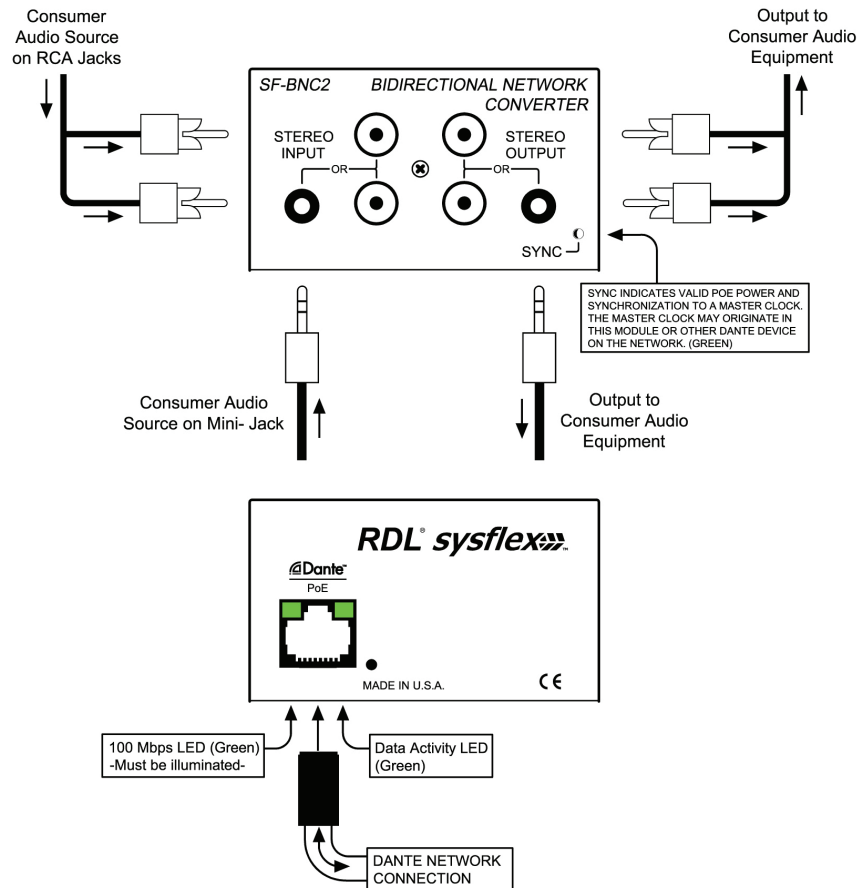 Consumer
Audio Source
on RCA Jacks
Output to
Consumer Audio
Equipment
SF-BNC2
BIDIRECTIONAL NETWORK
CONVERTER
STEREO
INPUT
OR
STEREO
OUTPUT
OR
SYNC
SYNC INDICATES VALID POE POWER AND
SYNCHRONIZATION TO A MASTER CLOCK.
THE MASTER CLOCK MAY ORIGINATE IN
THIS MODULE OR OTHER DANTE DEVICE
ON THE NETWORK. (GREEN)
Consumer Audio
Source on Mini- Jack
Output to
Consumer Audio
Equipment
RDL® sysflex™
Dante™
PoE
MADE IN U.S.A.
CE
100 Mbps LED (Green)
-Must be illuminated-
Data Activity LED
(Green)
DANTE NETWORK
CONNECTION